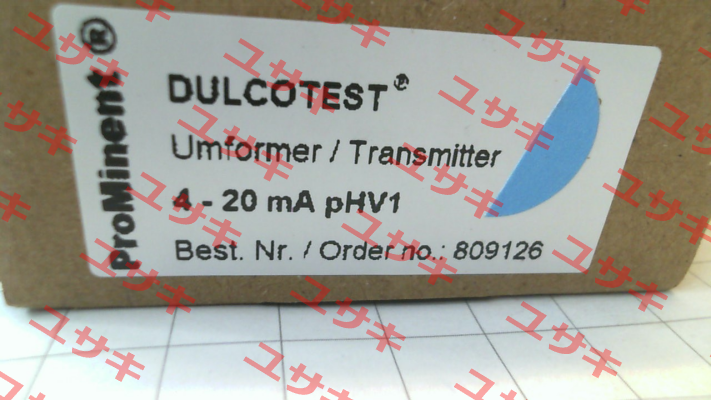 ProMinent®
DULCOTEST®
Umformer / Transmitter
4 - 20 mA pHV1
Best. Nr. / Order no.: 809126
ユサキ